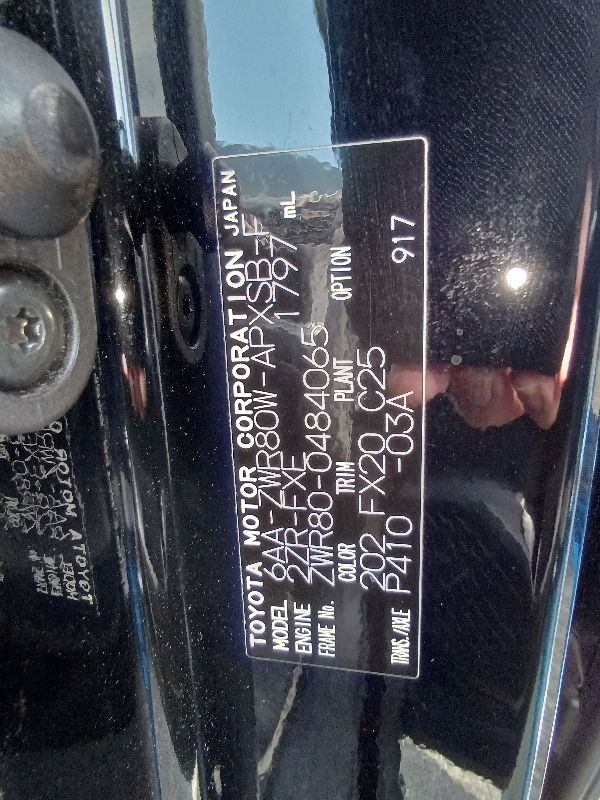 TOYOTA MOTOR CORPORATION JAPAN
MODEL 6AA-ZWR80W-APXSB-F
ENGINE 2ZR-FXE 1797 mL
FRAME No. ZWR80-0484065
COLOR TRIM PLANT OPTION
202 FX20 C25
TRANS./AXLE P410 -03A 917